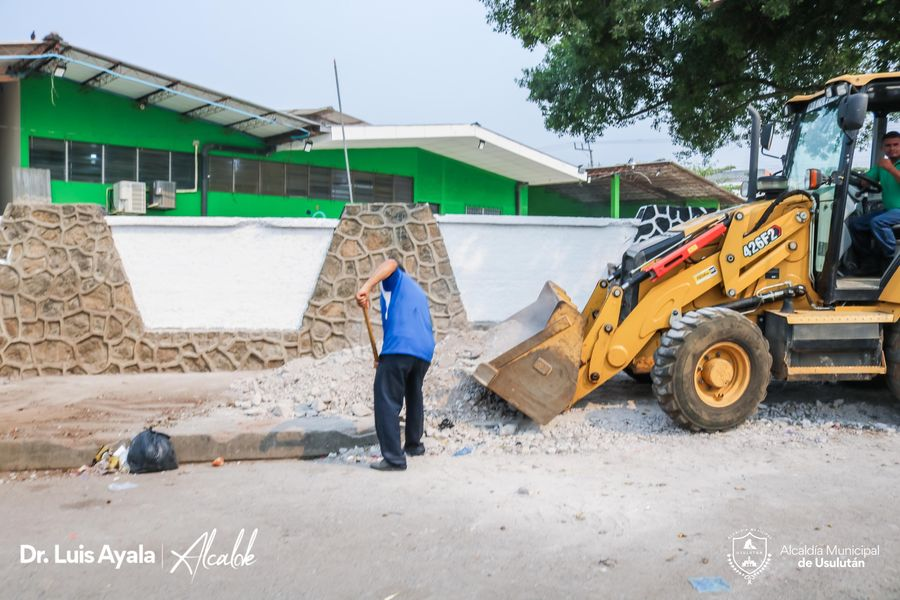 426F2
Dr. Luis Ayala | Alcalde
Alcaldía Municipal
de Usulután